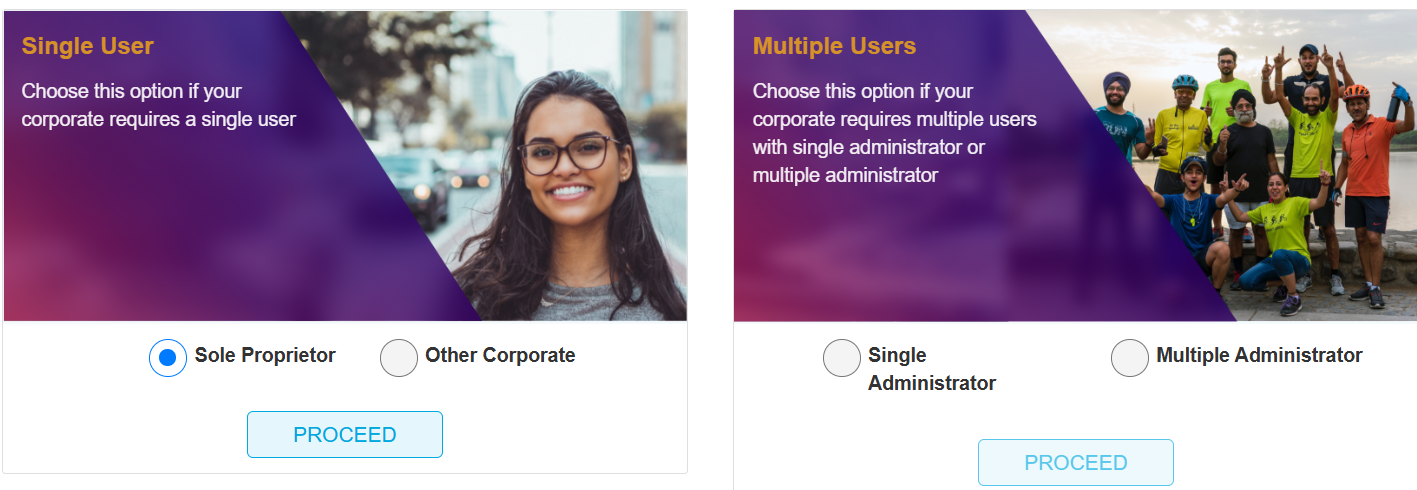 Single User
Choose this option if your
corporate requires a single user
Sole Proprietor
Other Corporate
PROCEED
Multiple Users
Choose this option if your
corporate requires multiple users
with single administrator or
multiple administrator
Single
Administrator
Multiple Administrator
PROCEED